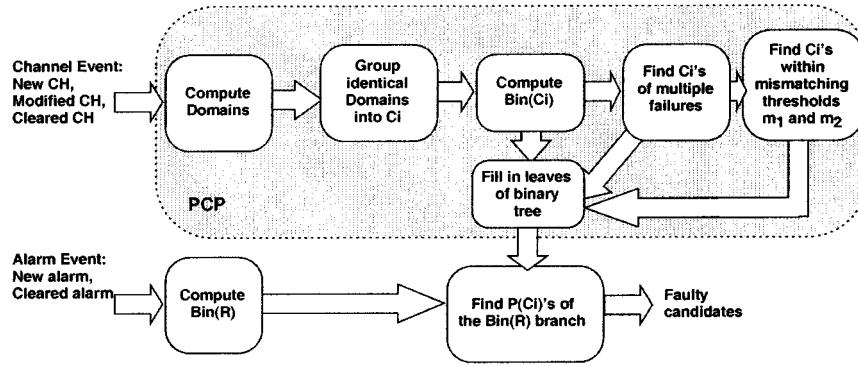 Channel Event:
New CH,
Modified CH,
Cleared CH
Compute
Domains
Group
identical
Domains
into Ci
Compute
Bin(Ci)
Find Ci's
of multiple
failures
Find Ci's
within
mismatching
thresholds
m1 and m2
Fill in leaves
of binary
tree
PCP
Alarm Event:
New alarm,
Cleared alarm
Compute
Bin(R)
Find P(Ci)'s of
the Bin(R) branch
Faulty
candidates